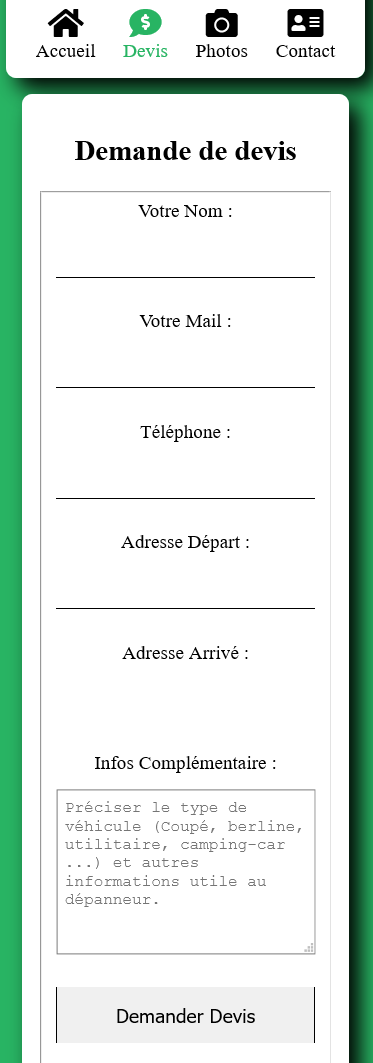 Accueil Devis Photos Contact
Demande de devis
Votre Nom :
Votre Mail :
Téléphone :
Adresse Départ :
Adresse Arrivé :
Infos Complémentaire :
Préciser le type de
véhicule (Coupé, berline,
utilitaire, camping-car
...) et autres
informations utile au
dépanneur.
Demander Devis